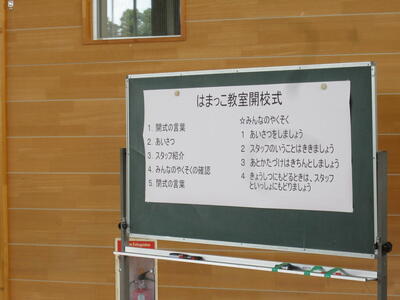 はまっこ教室開校式
1. 開式の言葉
2. あいさつ
3. スタッフ紹介
4. みんなのやくそくの確認
5. 閉式の言葉
☆みんなのやくそく
1 あいさつをしましょう
2 スタッフのいうことはききましょう
3 あとかたづけはきちんとしましょう
4 きょうしつにもどるときは、スタッフ
といっしょにもどりましょう